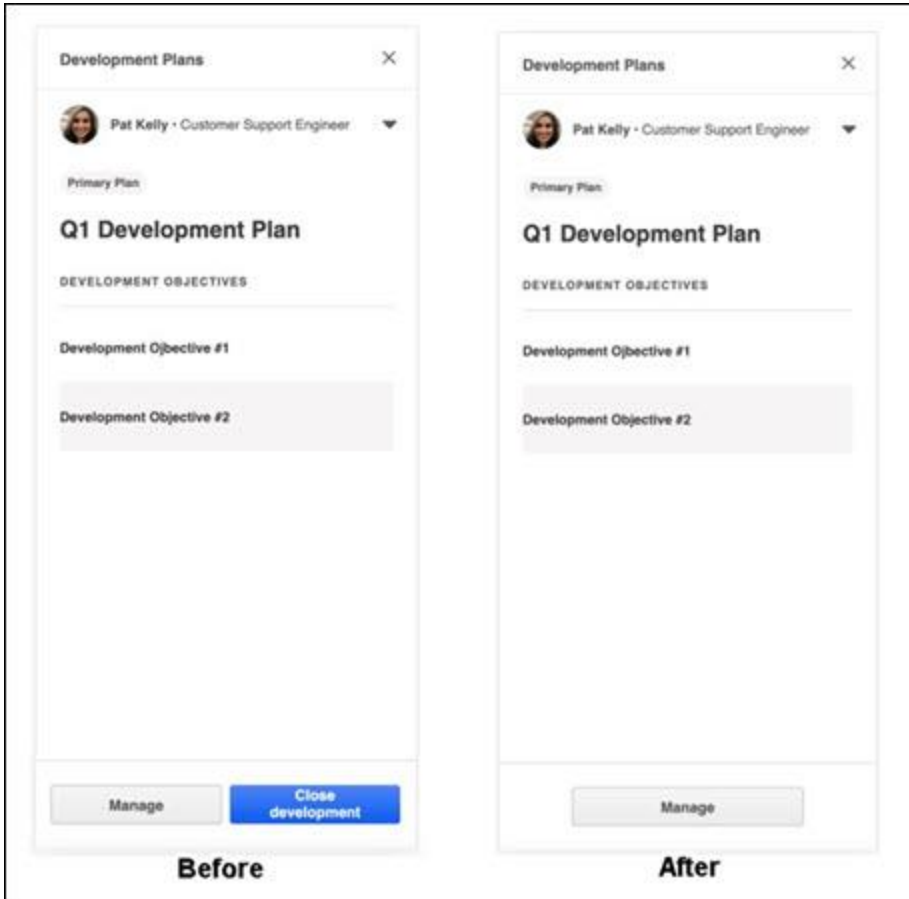 Development Plans
Pat Kelly • Customer Support Engineer
Primary Plan
Q1 Development Plan
DEVELOPMENT OBJECTIVES
Development Ojbective #1
Development Objective #2
Manage
Close
development
Before
Development Plans
Pat Kelly • Customer Support Engineer
Primary Plan
Q1 Development Plan
DEVELOPMENT OBJECTIVES
Development Ojbective #1
Development Objective #2
Manage
After